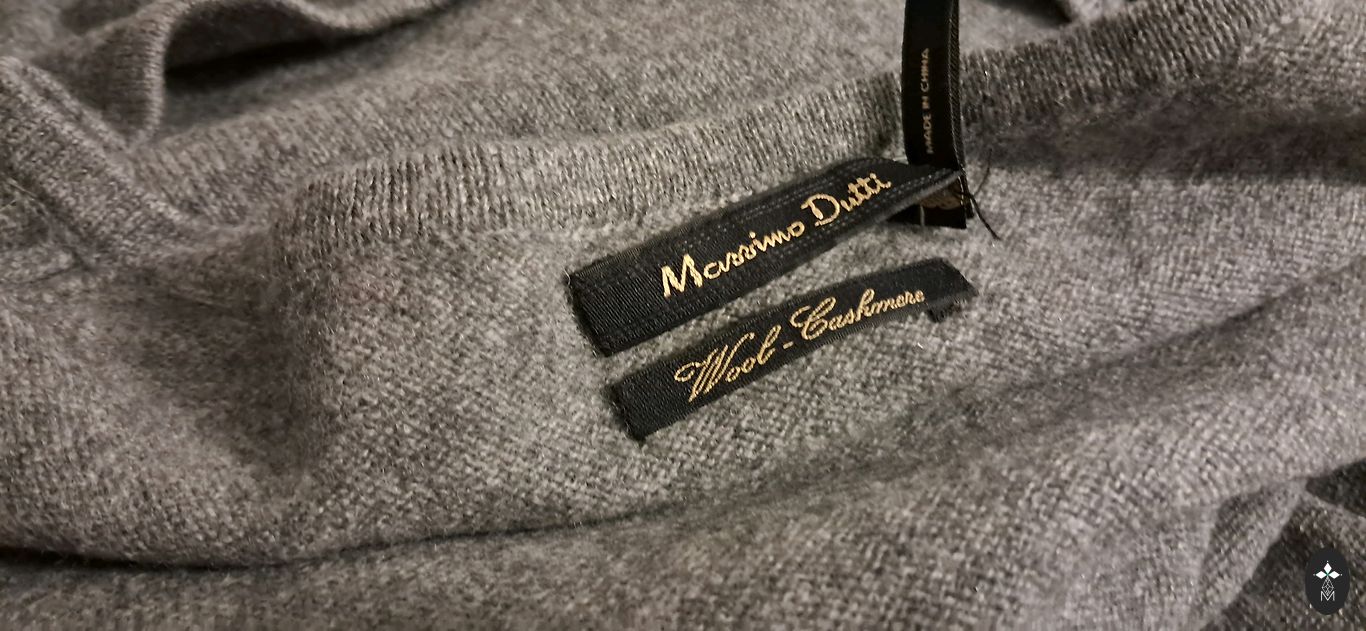 MADE IN CHINA
Massimo Dutti
Wool-Cashmere
M